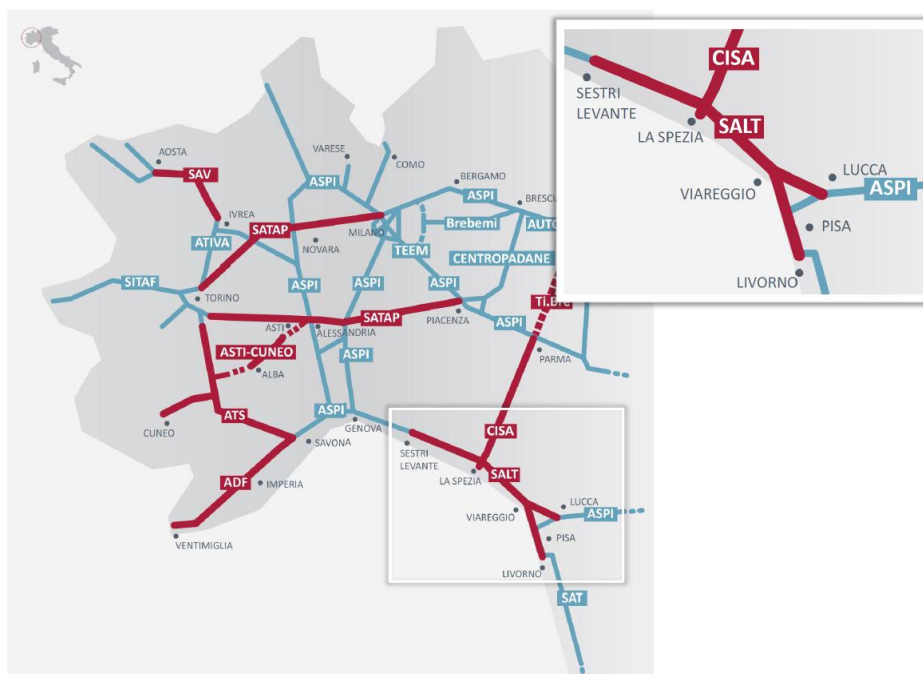 AOSTA
SAV
VARESE
COMO
ASPI
BERGAMO
ASPI
IVREA
SATAP
MILANO
Brebemi
ATIVA
NOVARA
TEEM
CENTROPADANE
SITAF
ASPI
ASPI
ASPI
TORINO
SATAP
PIACENZA
ASTI
ALESSANDRIA
ASPI
ASTI-CUNEO
ASPI
PARMA
ALBA
ATS
ASPI
GENOVA
CUNEO
SAVONA
CISA
SESTRI
LEVANTE
ADF
IMPERIA
LA SPEZIA
SALT
LUCCA
VIAREGGIO
ASPI
VENTIMIGLIA
PISA
LIVORNO
SAT
CISA
SESTRI
LEVANTE
SALT
LA SPEZIA
LUCCA
VIAREGGIO
ASPI
PISA
LIVORNO